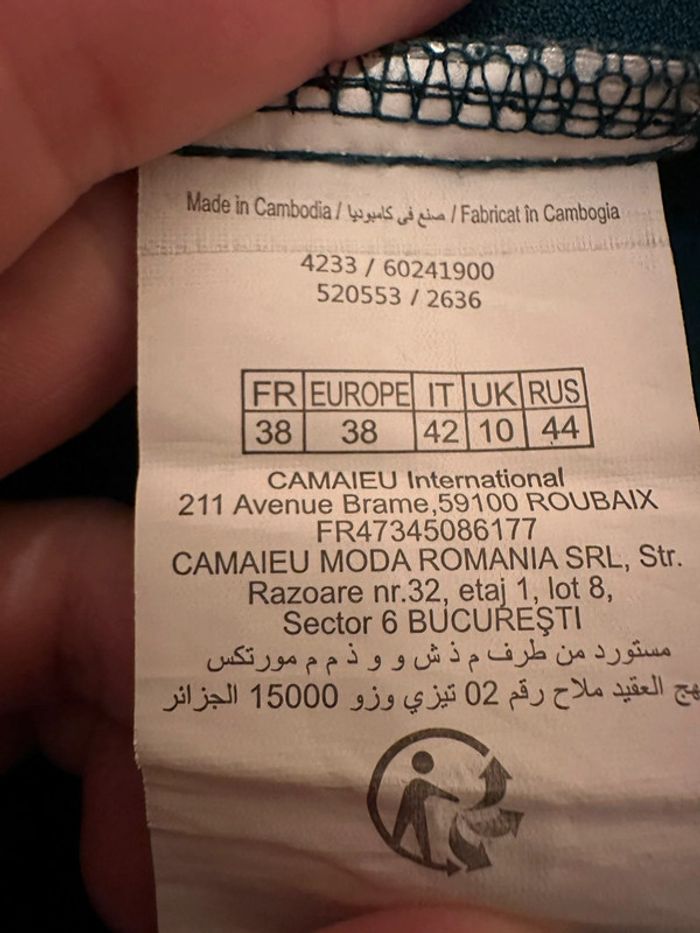 Made in Cambodia / صنع في كامبوديا / Fabricat în Cambogia
4233 / 60241900
520553 / 2636
FR EUROPE IT UK RUS
38 38 42 10 44
CAMAIEU International
211 Avenue Brame,59100 ROUBAIX
FR47345086177
CAMAIEU MODA ROMANIA SRL, Str.
Razoare nr.32, etaj 1, lot 8,
Sector 6 BUCUREŞTI
مستورد من طرف م ذ ش و و ذ م م مورتكس
نهج العقيد ملاح رقم 02 تيزي وزو 15000 الجزائر